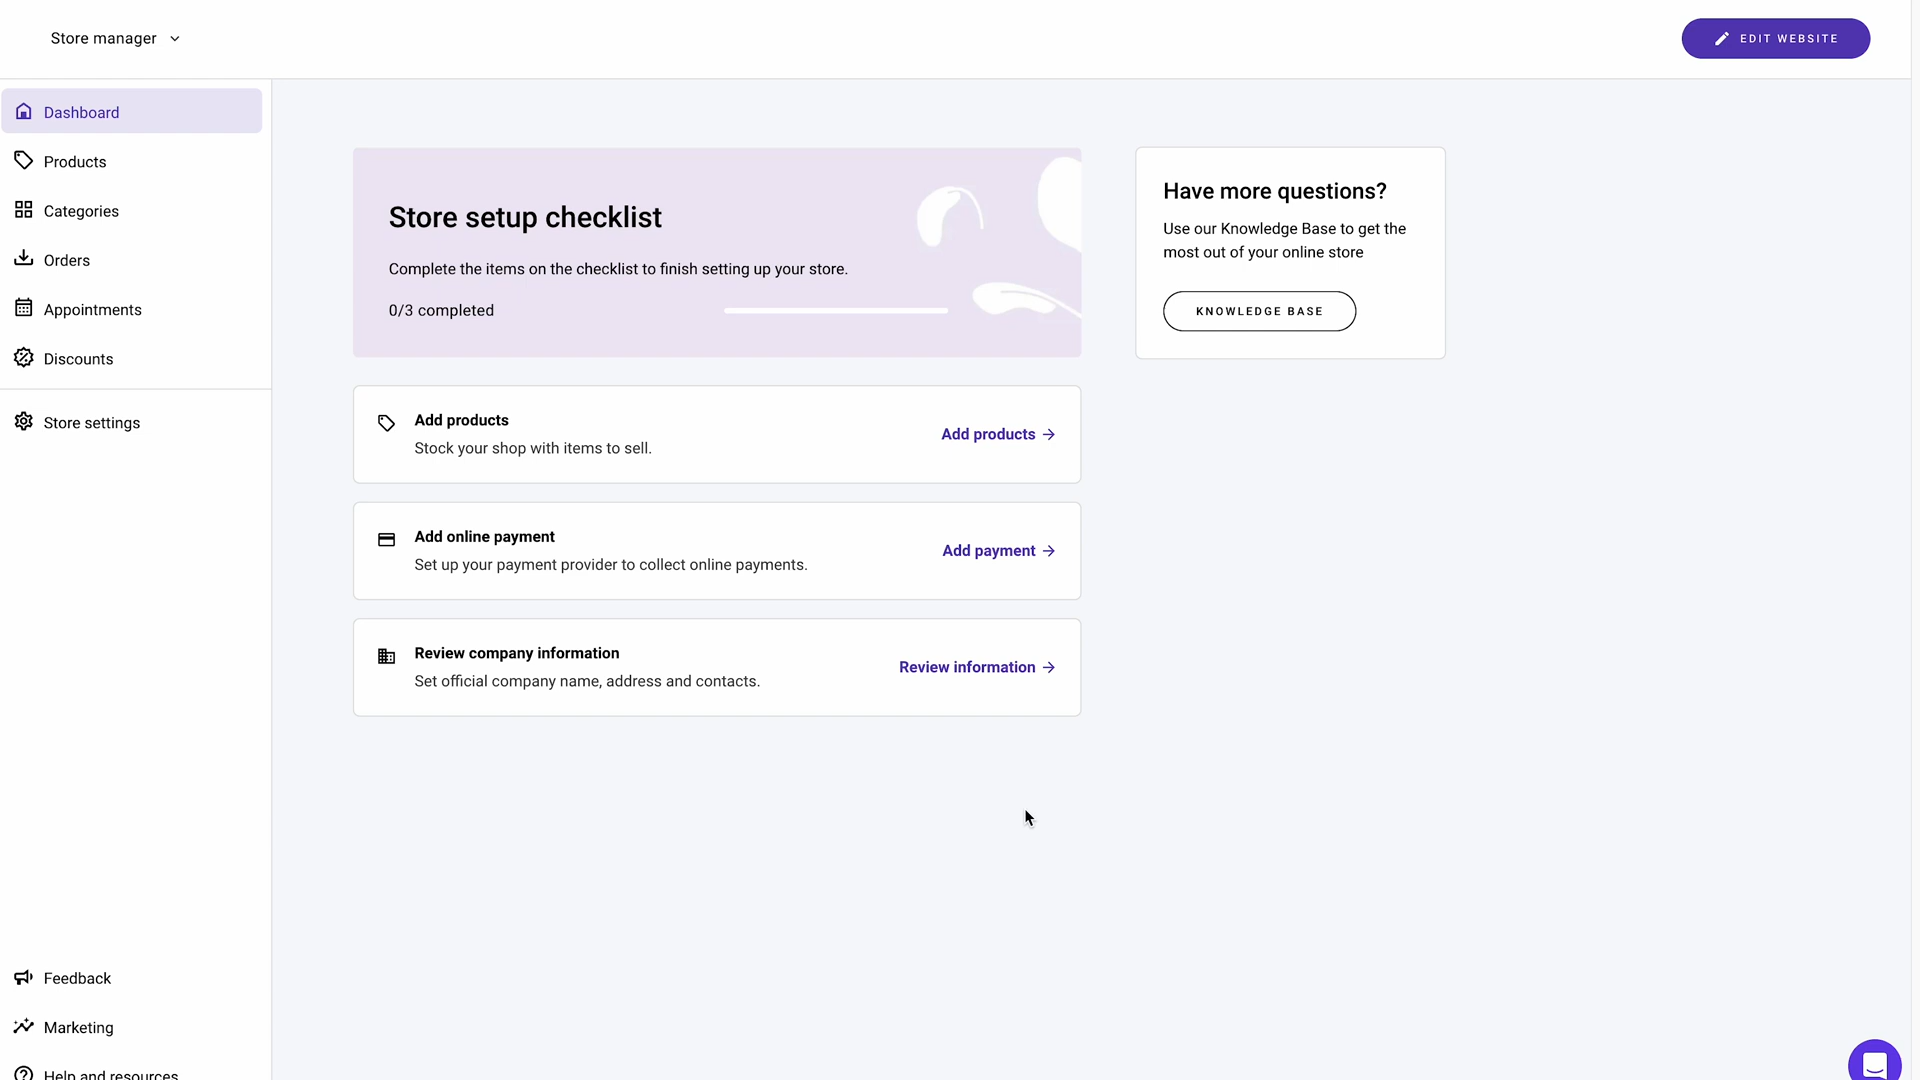 Store manager
EDIT WEBSITE
Dashboard
Products
Categories
Orders
Appointments
Discounts
Store settings
Feedback
Marketing
Help and resources
Store setup checklist
Complete the items on the checklist to finish setting up your store.
0/3 completed
Add products
Stock your shop with items to sell.
Add products
Add online payment
Set up your payment provider to collect online payments.
Add payment
Review company information
Set official company name, address and contacts.
Review information
Have more questions?
Use our Knowledge Base to get the
most out of your online store
KNOWLEDGE BASE